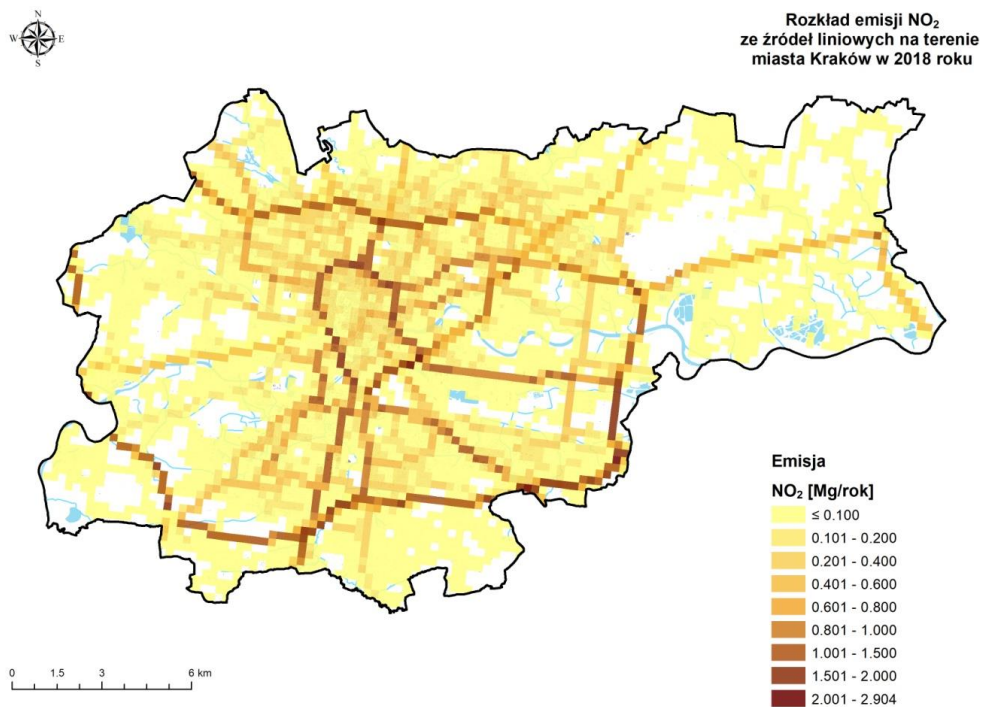 N
W E
S
Rozkład emisji NO₂
ze źródeł liniowych na terenie
miasta Kraków w 2018 roku
Emisja
NO₂ [Mg/rok]
≤ 0.100
0.101 - 0.200
0.201 - 0.400
0.401 - 0.600
0.601 - 0.800
0.801 - 1.000
1.001 - 1.500
1.501 - 2.000
2.001 - 2.904
0 1.5 3 6 km